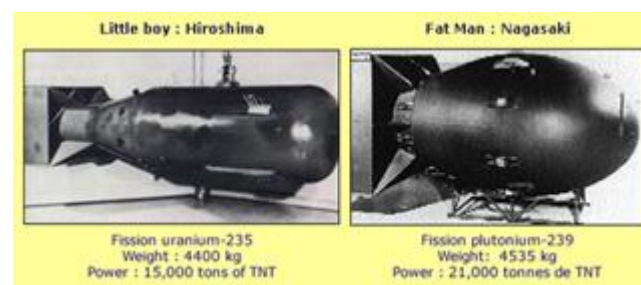 Little boy : Hiroshima
Fission uranium-235
Weight : 4400 kg
Power : 15,000 tons of TNT
Fat Man : Nagasaki
Fission plutonium-239
Weight: 4535 kg
Power : 21,000 tonnes de TNT